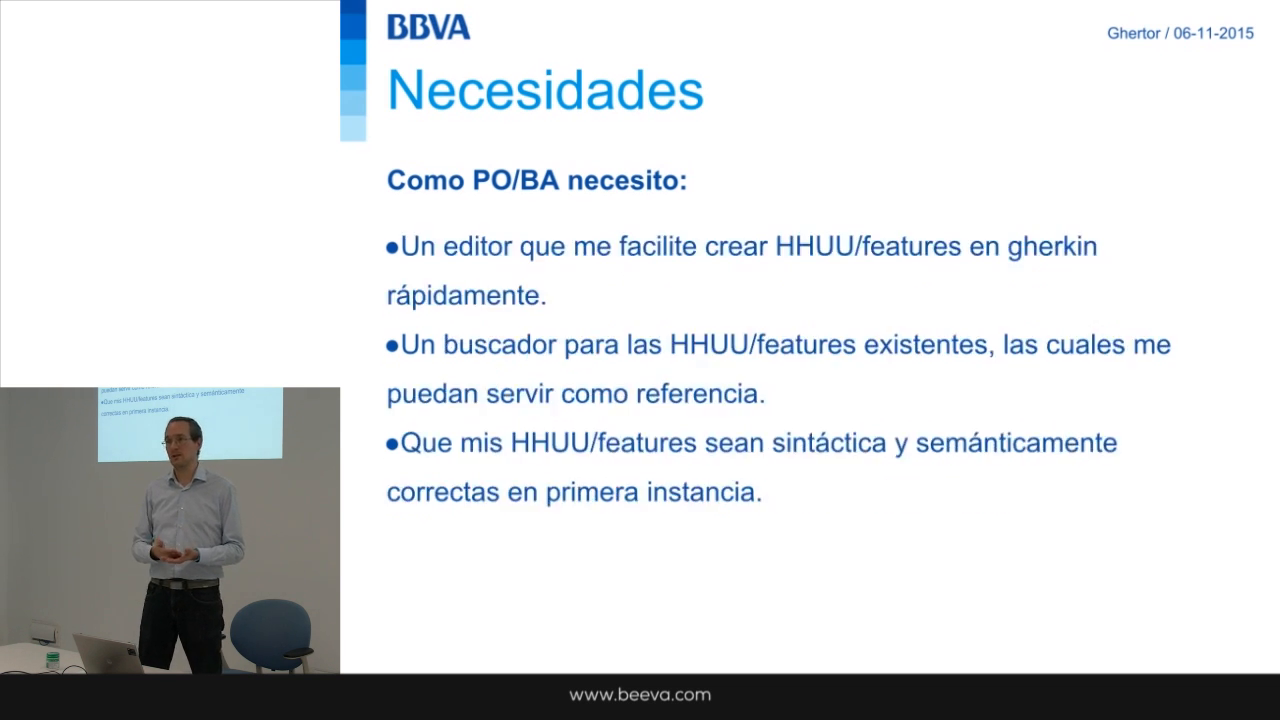 BBVA
Ghertor / 06-11-2015
Necesidades
Como PO/BA necesito:
●Un editor que me facilite crear HHUU/features en gherkin
rápidamente.
●Un buscador para las HHUU/features existentes, las cuales me
puedan servir como referencia.
●Que mis HHUU/features sean sintáctica y semánticamente
correctas en primera instancia.
●Que mis HHUU/features sean sintáctica y semánticamente
correctas en primera instancia.
www.beeva.com